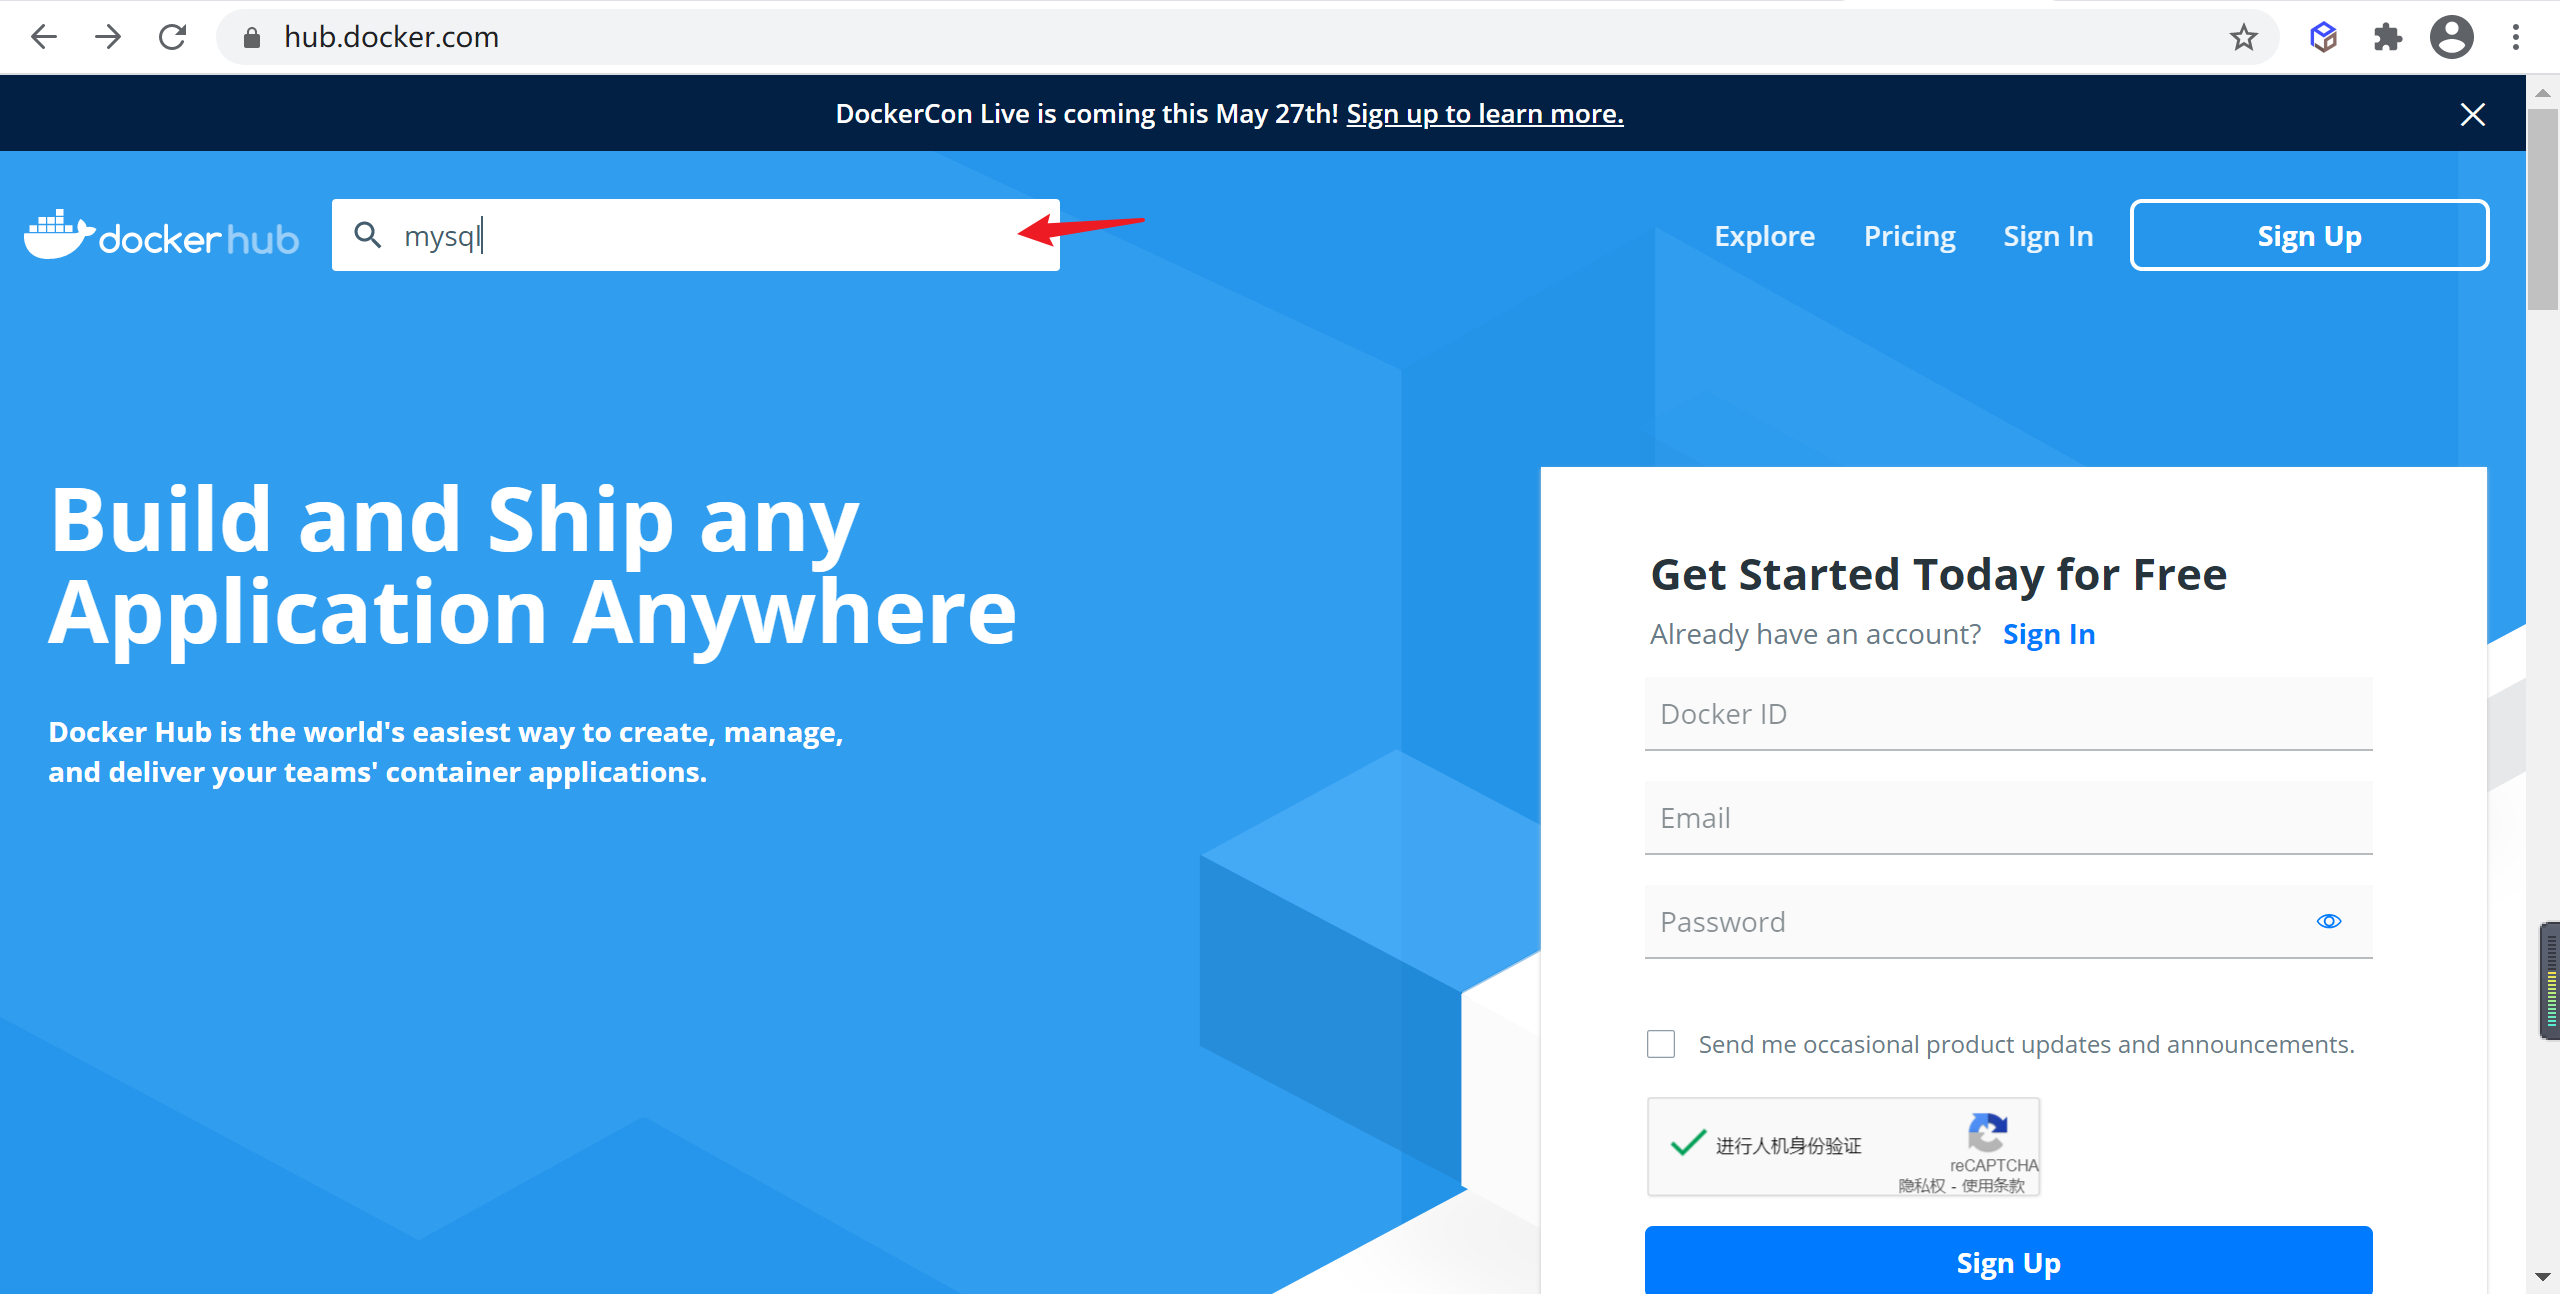 hub.docker.com
DockerCon Live is coming this May 27th! Sign up to learn more.
docker hub
mysql
Explore
Pricing
Sign In
Sign Up
Build and Ship any
Application Anywhere
Docker Hub is the world's easiest way to create, manage,
and deliver your teams' container applications.
Get Started Today for Free
Already have an account? Sign In
Docker ID
Email
Password
Send me occasional product updates and announcements.
进行人机身份验证
reCAPTCHA
隐私权 - 使用条款
Sign Up